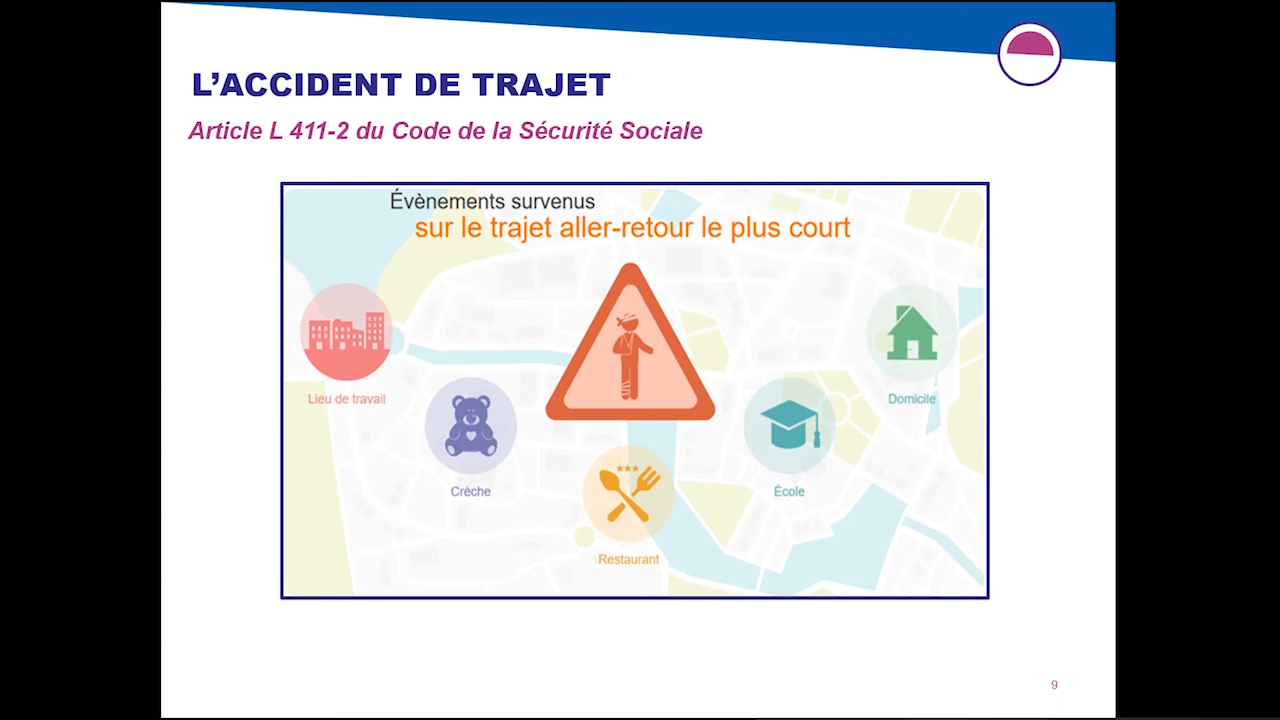 L'ACCIDENT DE TRAJET
Article L 411-2 du Code de la Sécurité Sociale
Évènements survenus
sur le trajet aller-retour le plus court
Lieu de travail
Domicile
Crèche
École
Restaurant
9